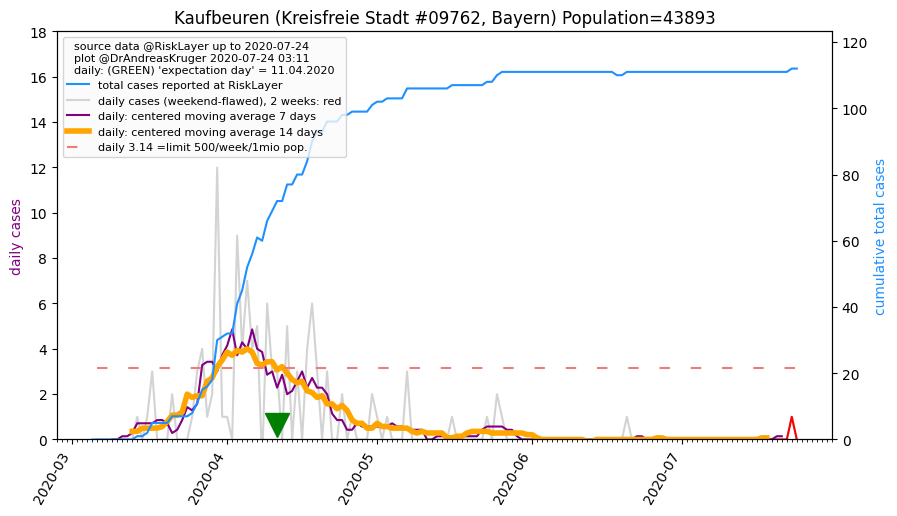 Kaufbeuren (Kreisfreie Stadt #09762, Bayern) Population=43893
source data @RiskLayer up to 2020-07-24
plot @DrAndreasKruger 2020-07-24 03:11
daily: (GREEN) 'expectation day' = 11.04.2020
total cases reported at RiskLayer
daily cases (weekend-flawed), 2 weeks: red
daily: centered moving average 7 days
daily: centered moving average 14 days
daily 3.14 =limit 500/week/1mio pop.
daily cases
18
16
14
12
10
8
6
4
2
0
cumulative total cases
120
100
80
60
40
20
0
2020-03
2020-04
2020-05
2020-06
2020-07